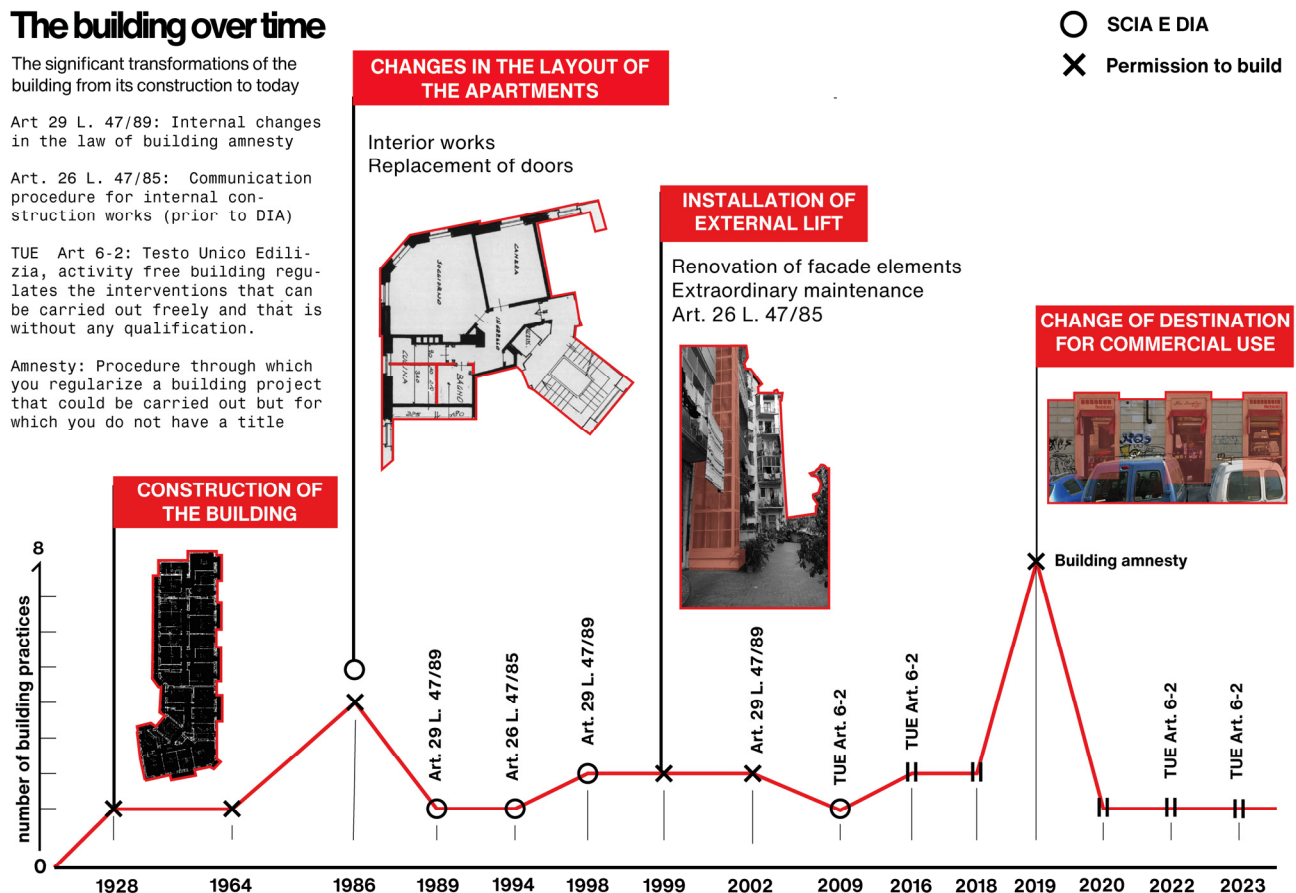 The building over time
The significant transformations of the
building from its construction to today
Art 29 L. 47/89: Internal changes
in the law of building amnesty
Art. 26 L. 47/85: Communication
procedure for internal con-
struction works (prior to DIA)
TUE Art 6-2: Testo Unico Edili-
zia, activity free building regu-
lates the interventions that can
be carried out freely and that is
without any qualification.
Amnesty: Procedure through which
you regularize a building project
that could be carried out but for
which you do not have a title
SCIA E DIA
Permission to build
CHANGES IN THE LAYOUT OF
THE APARTMENTS
Interior works
Replacement of doors
SOGGIORNO
CAMERA
INGRESSO
CUCINA
BAGNO
INSTALLATION OF
EXTERNAL LIFT
Renovation of facade elements
Extraordinary maintenance
Art. 26 L. 47/85
CHANGE OF DESTINATION
FOR COMMERCIAL USE
CONSTRUCTION OF
THE BUILDING
Building amnesty
8
number of building practices
0
Art. 29 L. 47/89
Art. 26 L. 47/85
Art. 29 L. 47/89
Art. 29 L. 47/89
TUE Art. 6-2
TUE Art. 6-2
TUE Art. 6-2
TUE Art. 6-2
1928 1964 1986 1989 1994 1998 1999 2002 2009 2016 2018 2019 2020 2022 2023